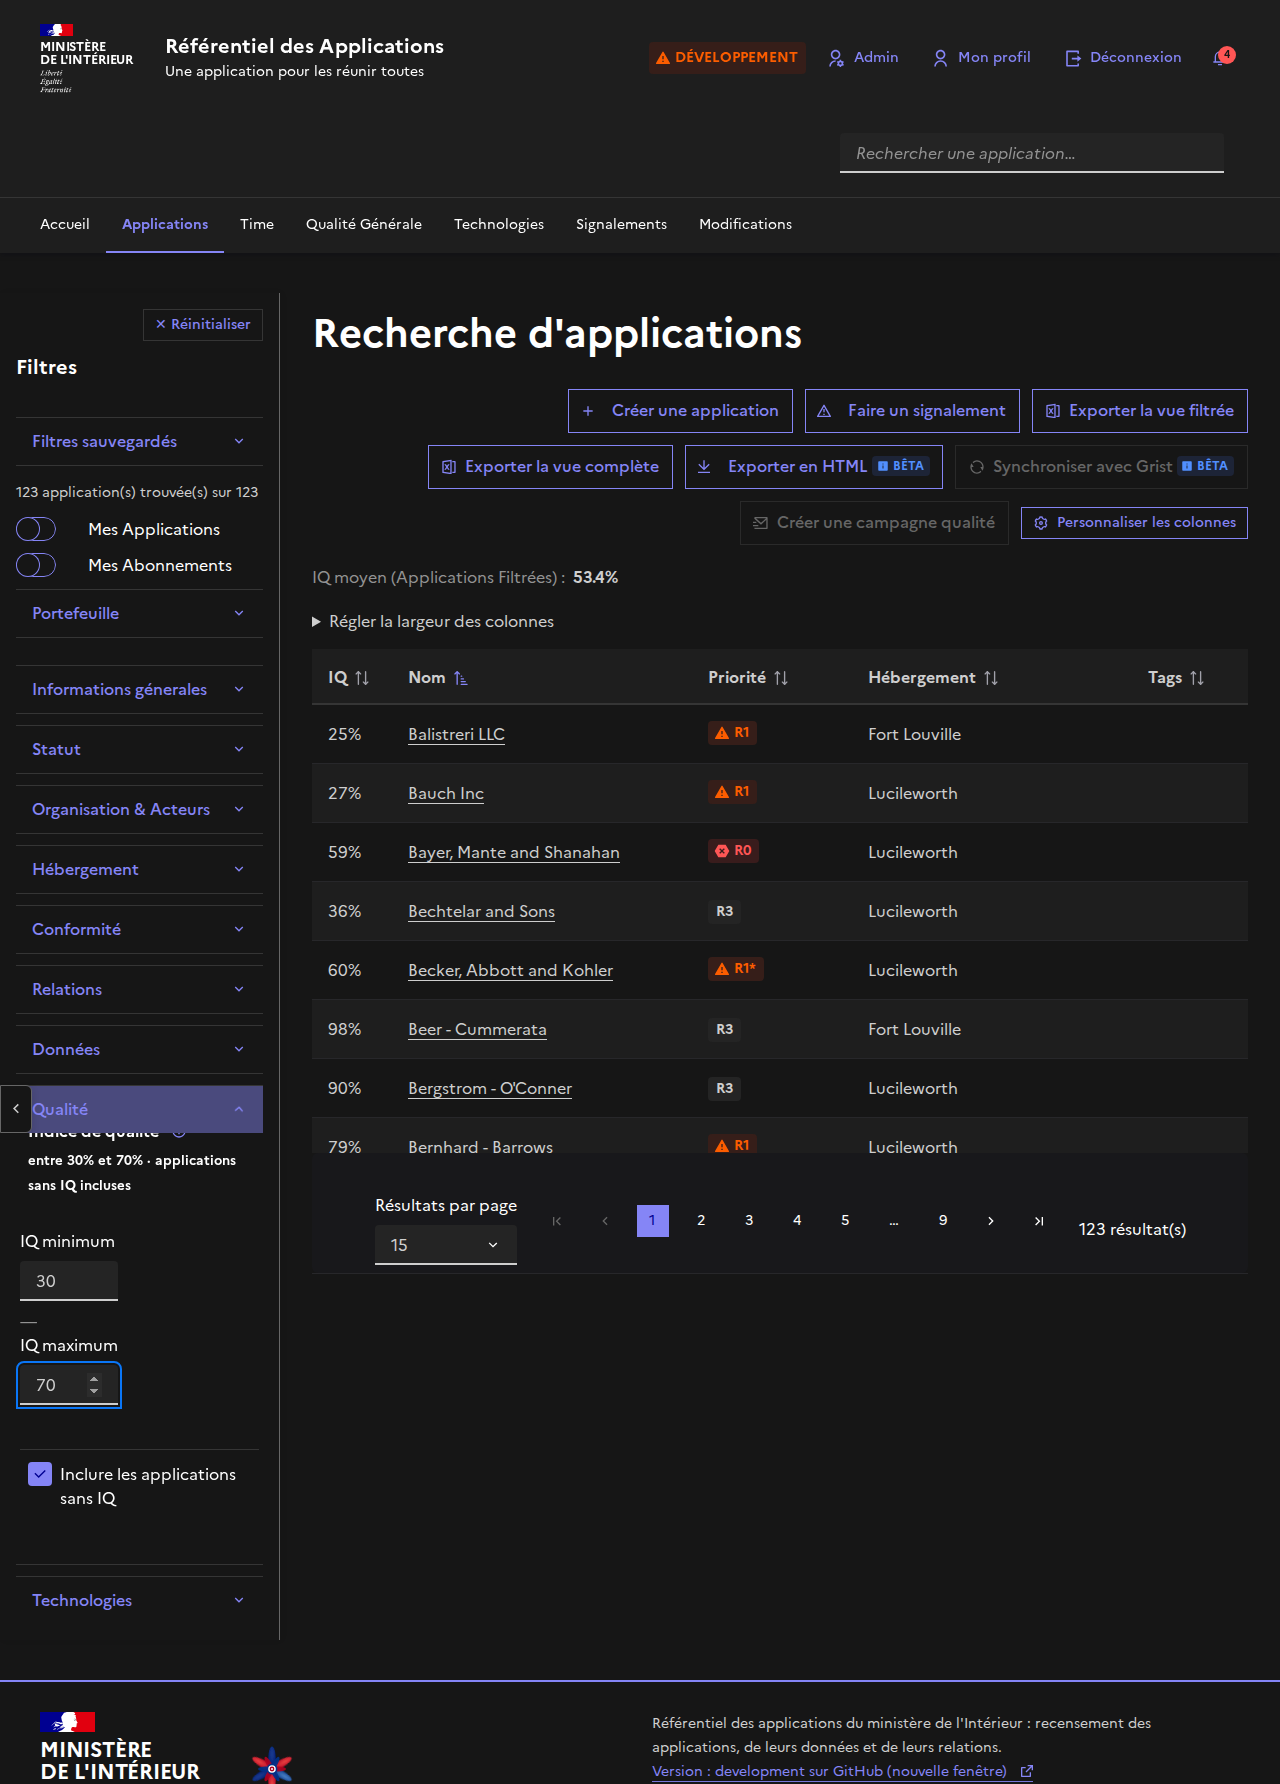 MINISTÈRE
DE L'INTÉRIEUR
Liberté
Égalité
Fraternité
Référentiel des Applications
Une application pour les réunir toutes
DÉVELOPPEMENT
Admin
Mon profil
Déconnexion
4
Rechercher une application...
Accueil
Applications
Time
Qualité Générale
Technologies
Signalements
Modifications
Réinitialiser
Filtres
Filtres sauvegardés
123 application(s) trouvée(s) sur 123
Mes Applications
Mes Abonnements
Portefeuille
Informations génerales
Statut
Organisation & Acteurs
Hébergement
Conformité
Relations
Données
Qualité
Indice de qualité
entre 30% et 70% · applications
sans IQ incluses
IQ minimum
30
—
IQ maximum
70
Inclure les applications
sans IQ
Technologies
Recherche d'applications
Créer une application
Faire un signalement
Exporter la vue filtrée
Exporter la vue complète
Exporter en HTML BÊTA
Synchroniser avec Grist BÊTA
Créer une campagne qualité
Personnaliser les colonnes
IQ moyen (Applications Filtrées) : 53.4%
Régler la largeur des colonnes
IQ Nom Priorité Hébergement Tags
25% Balistreri LLC R1 Fort Louville
27% Bauch Inc R1 Lucileworth
59% Bayer, Mante and Shanahan R0 Lucileworth
36% Bechtelar and Sons R3 Lucileworth
60% Becker, Abbott and Kohler R1* Lucileworth
98% Beer - Cummerata R3 Fort Louville
90% Bergstrom - O'Conner R3 Lucileworth
79% Bernhard - Barrows R1 Lucileworth
Résultats par page
15
1 2 3 4 5 … 9
123 résultat(s)
MINISTÈRE
DE L'INTÉRIEUR
Référentiel des applications du ministère de l'Intérieur : recensement des
applications, de leurs données et de leurs relations.
Version : development sur GitHub (nouvelle fenêtre)